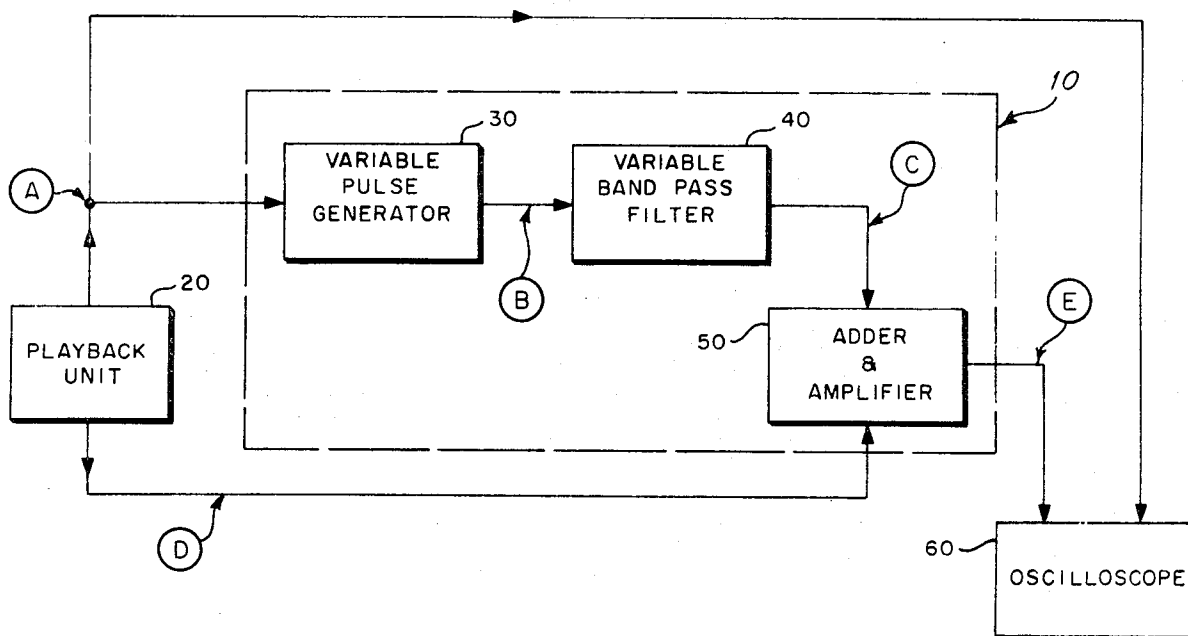 10
30
VARIABLE
PULSE
GENERATOR
40
VARIABLE
BAND PASS
FILTER
C
A
B
20
PLAYBACK
UNIT
50
ADDER
&
AMPLIFIER
E
D
60
OSCILLOSCOPE